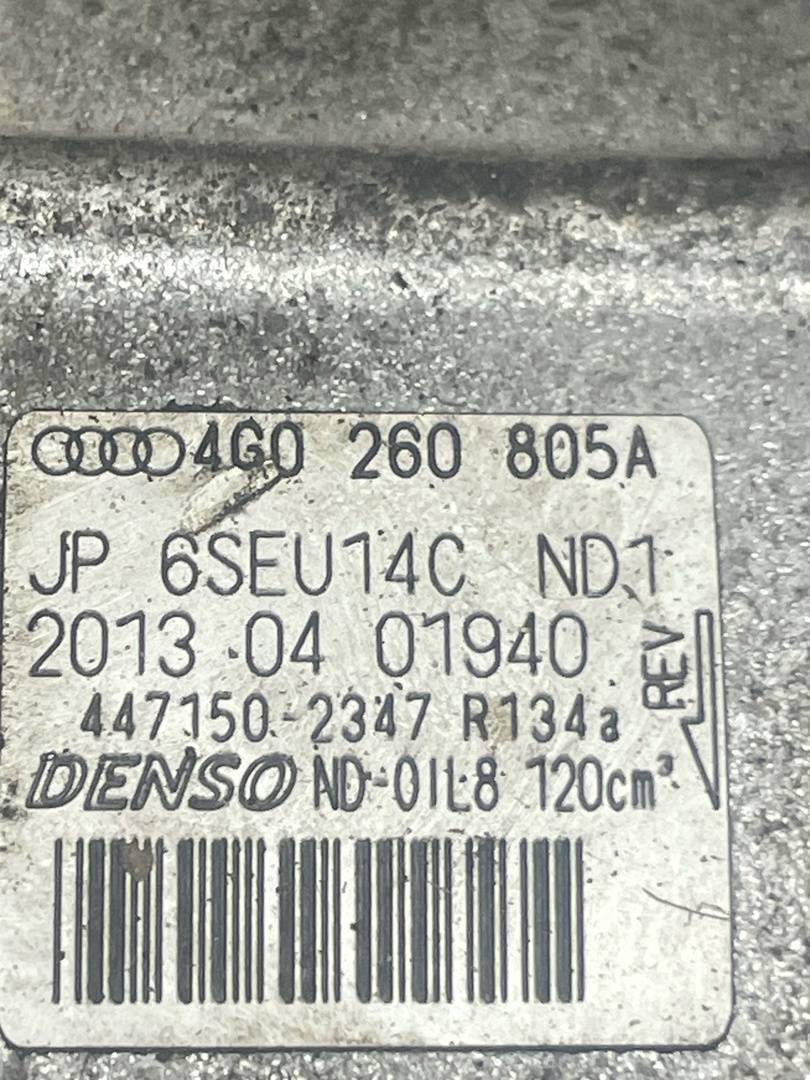 4G0 260 805A
JP 6SEU14C ND1
2013 04 01940
REV
447150-2347 R134a
DENSO ND-OIL8 120cm³